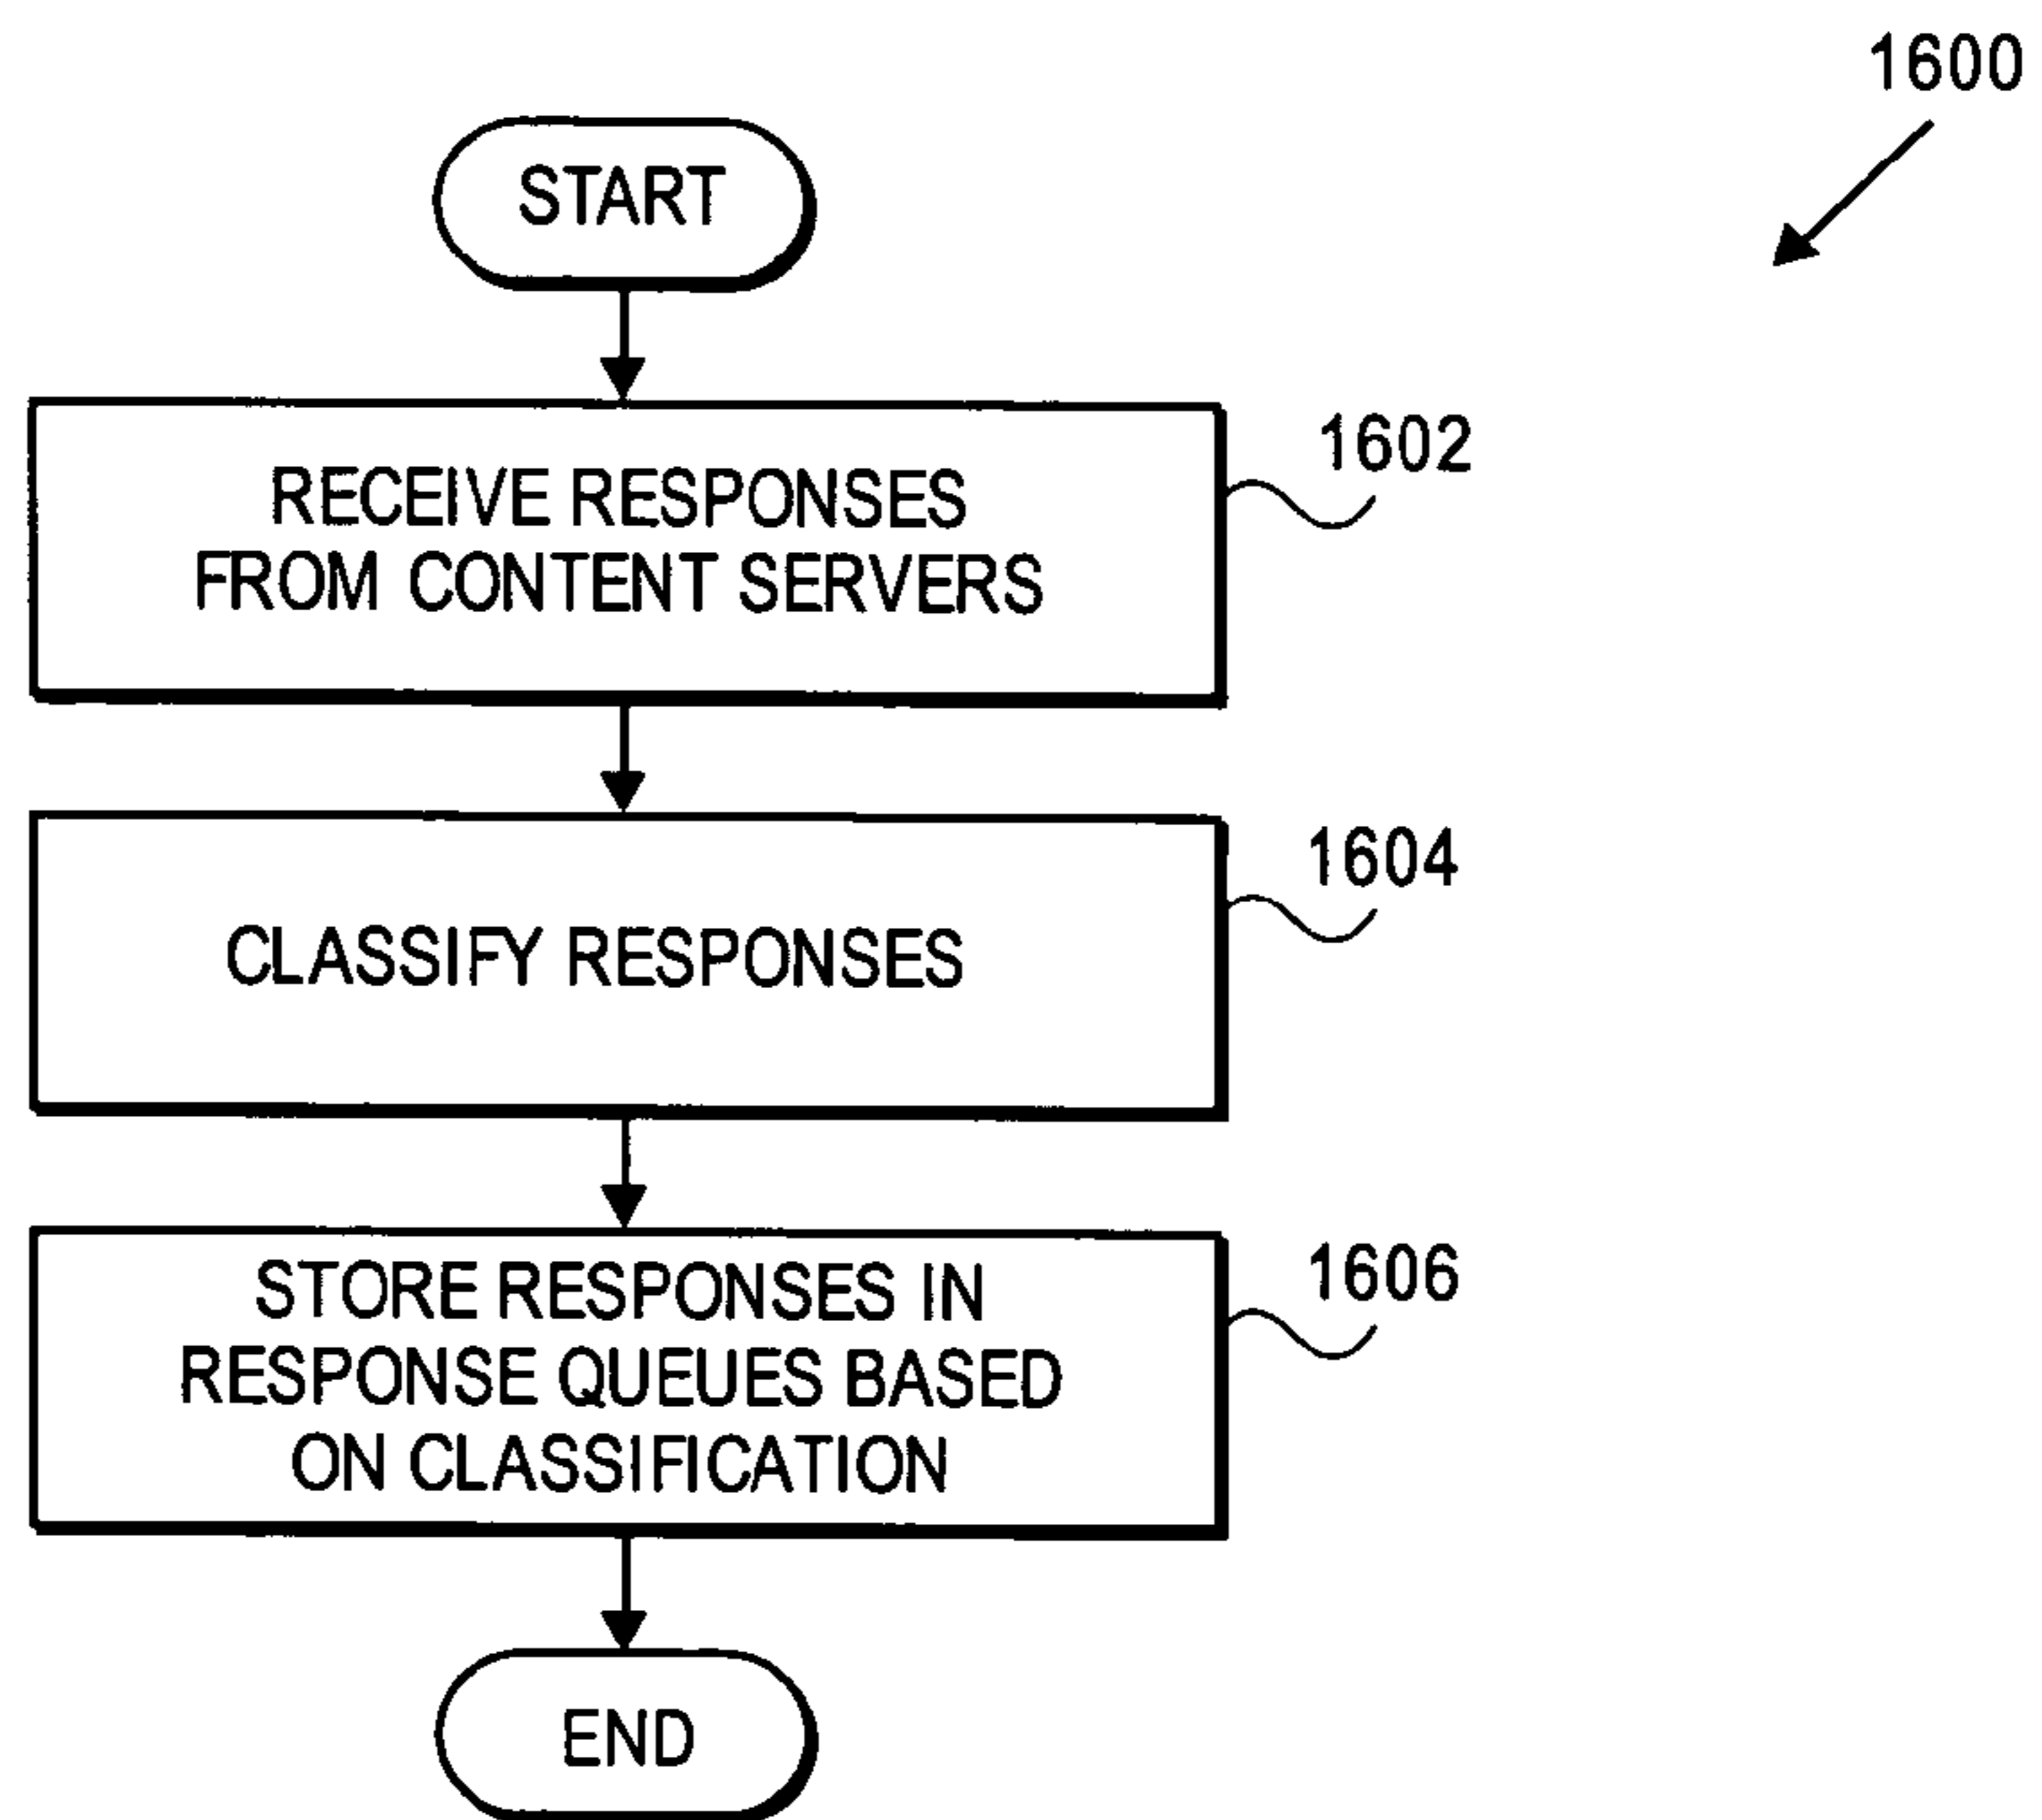 1600
START
RECEIVE RESPONSES
FROM CONTENT SERVERS
1602
CLASSIFY RESPONSES
1604
STORE RESPONSES IN
RESPONSE QUEUES BASED
ON CLASSIFICATION
1606
END